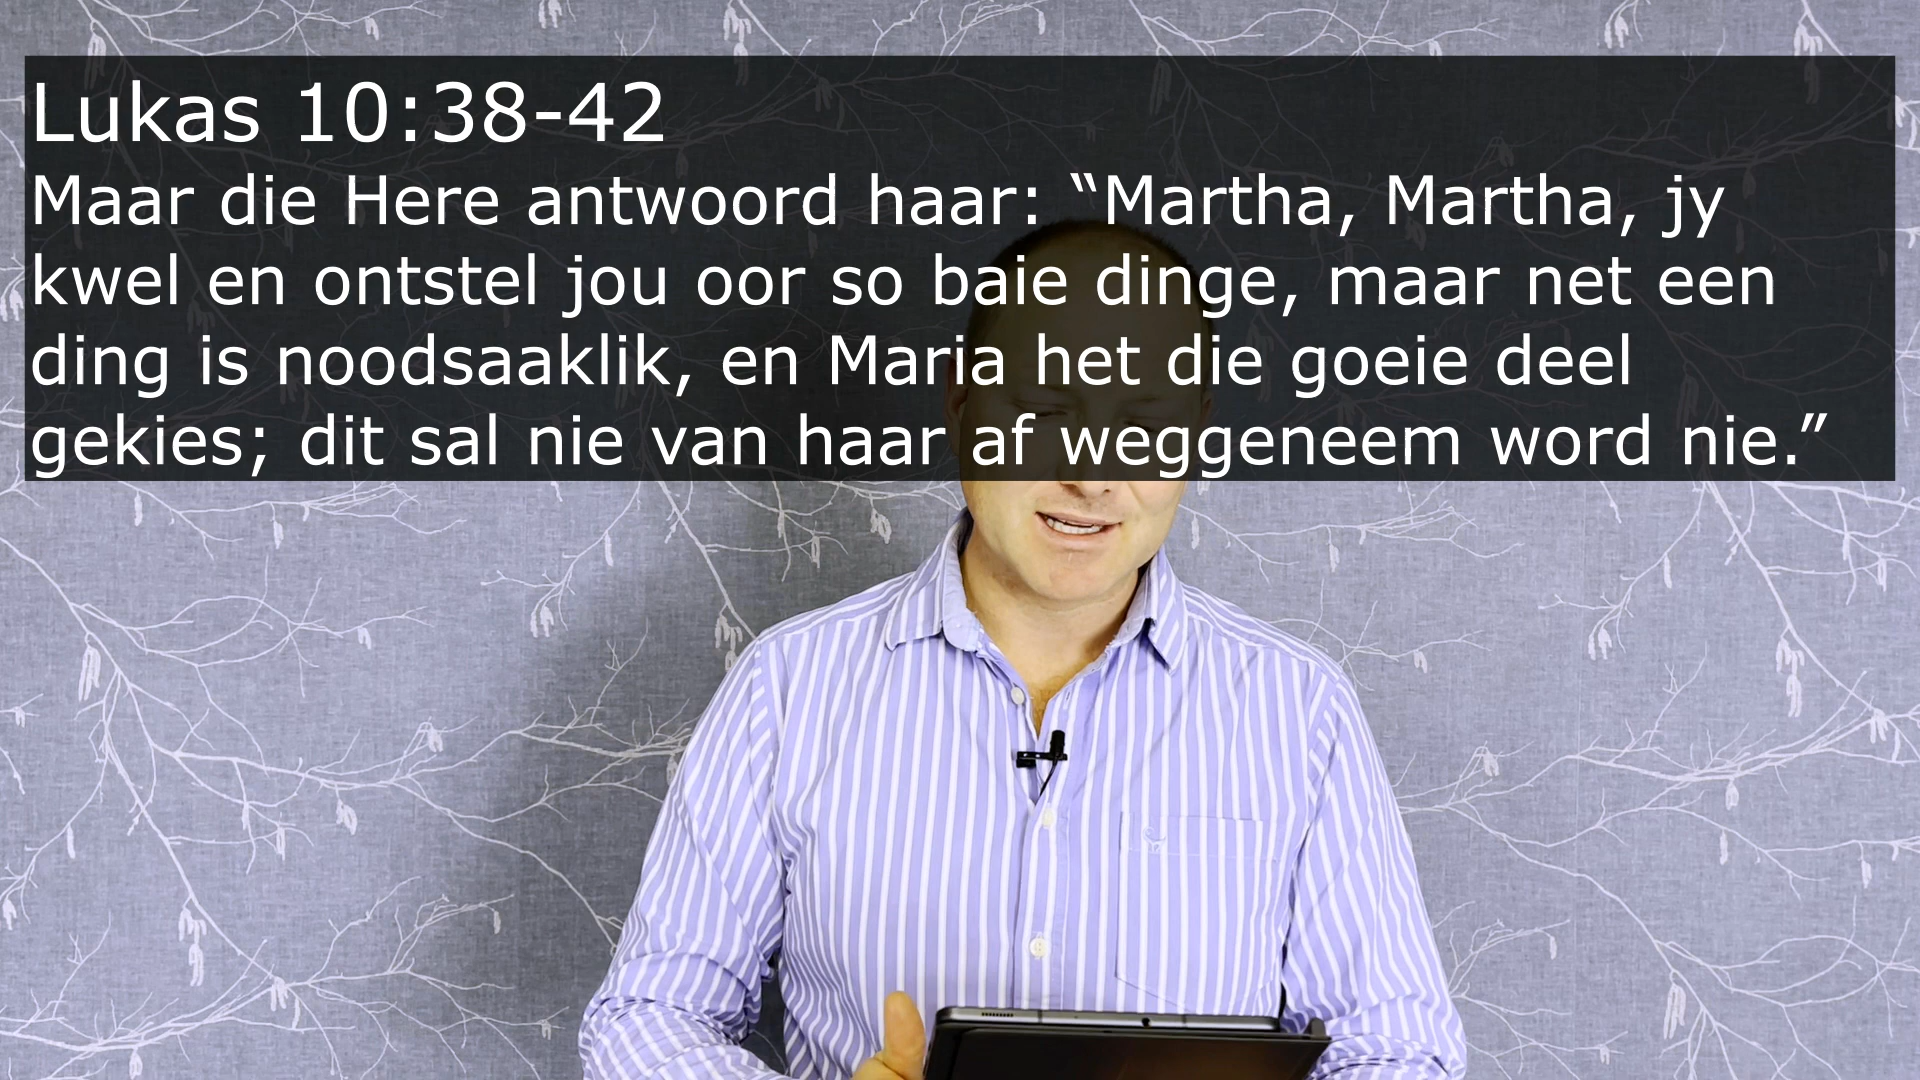 Lukas 10:38-42
Maar die Here antwoord haar: “Martha, Martha, jy
kwel en ontstel jou oor so baie dinge, maar net een
ding is noodsaaklik, en Maria het die goeie deel
gekies; dit sal nie van haar af weggeneem word nie.”